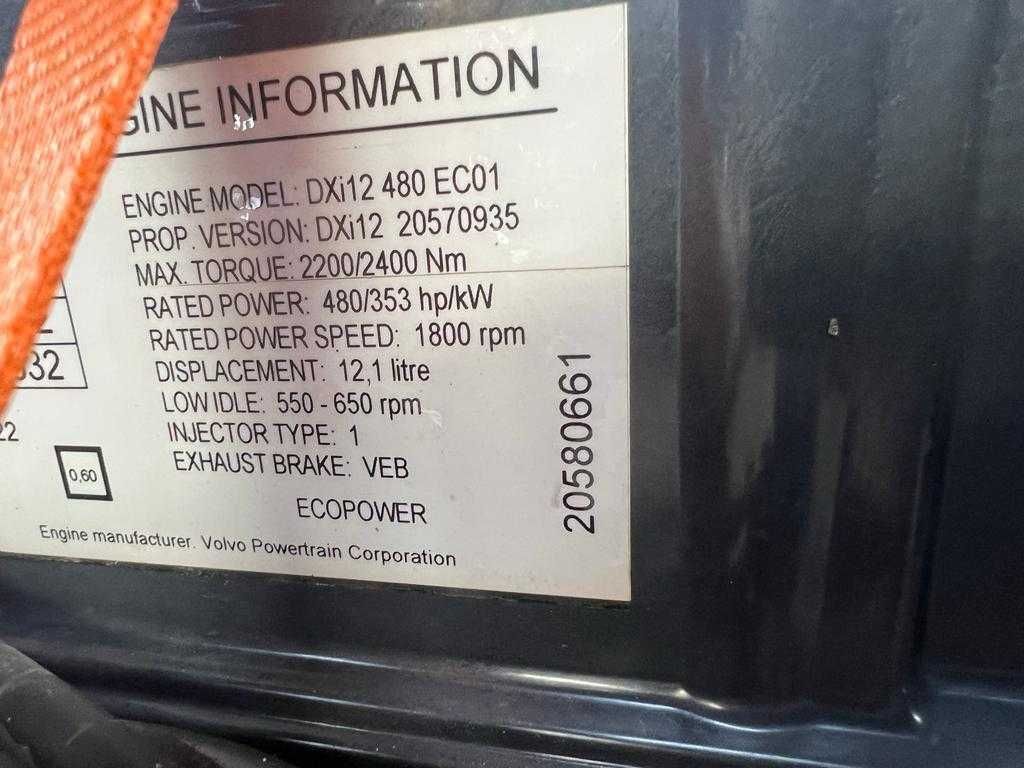 GINE INFORMATION
ENGINE MODEL: DXi12 480 EC01
PROP. VERSION: DXi12 20570935
MAX. TORQUE: 2200/2400 Nm
RATED POWER: 480/353 hp/kW
RATED POWER SPEED: 1800 rpm
DISPLACEMENT: 12,1 litre
LOW IDLE: 550 - 650 rpm
INJECTOR TYPE: 1
EXHAUST BRAKE: VEB
ECOPOWER
Engine manufacturer. Volvo Powertrain Corporation
32
22
0,60
20580661